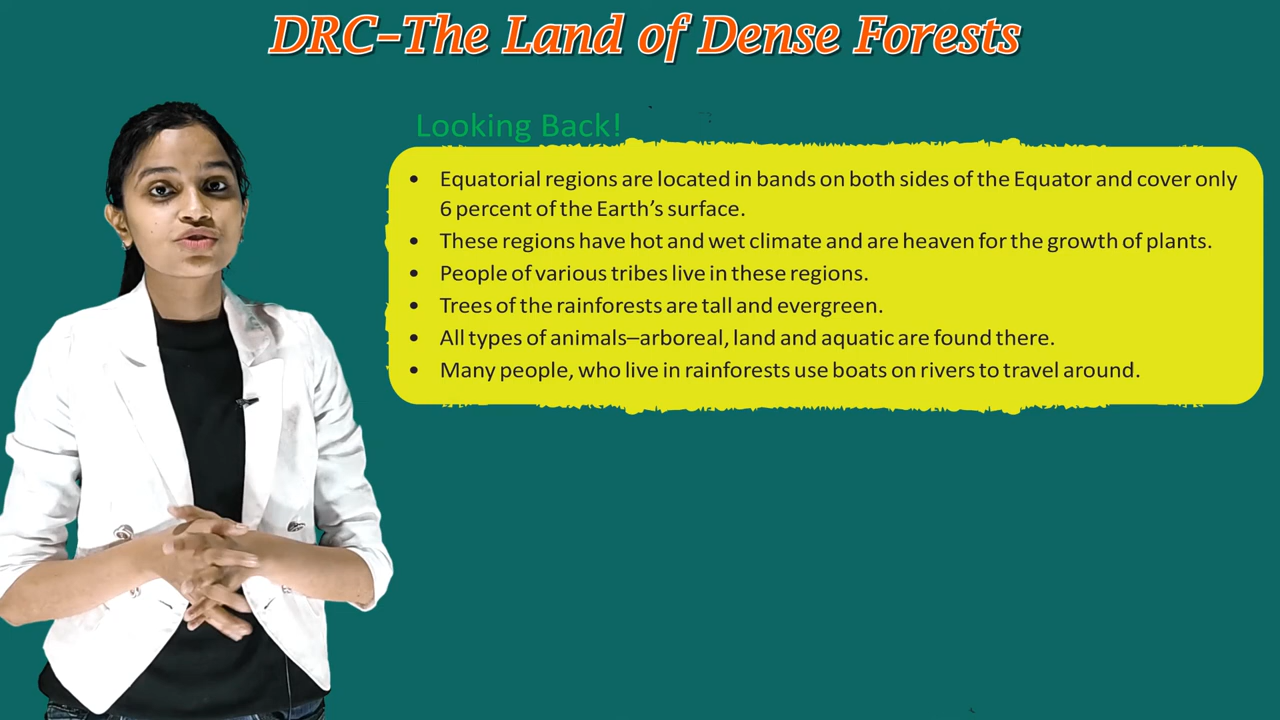 DRC-The Land of Dense Forests
Looking Back!
• Equatorial regions are located in bands on both sides of the Equator and cover only
6 percent of the Earth's surface.
• These regions have hot and wet climate and are heaven for the growth of plants.
• People of various tribes live in these regions.
• Trees of the rainforests are tall and evergreen.
• All types of animals–arboreal, land and aquatic are found there.
• Many people, who live in rainforests use boats on rivers to travel around.